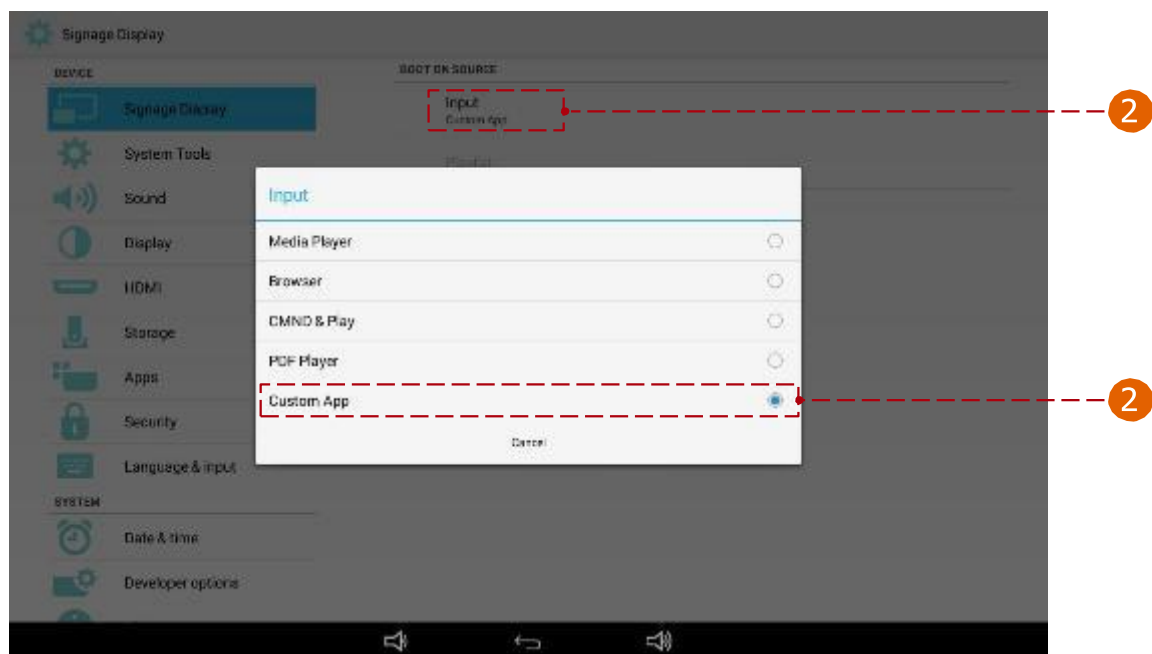 Signage Display
DEVICE
BOOT ON SOURCE
Signage Display
Input
Custom App
2
System Tools
Playlist
Sound
Input
Display
Media Player
HDMI
Browser
Storage
CMND & Play
PDF Player
Apps
Custom App
2
Security
Cancel
Language & input
SYSTEM
Date & time
Developer options